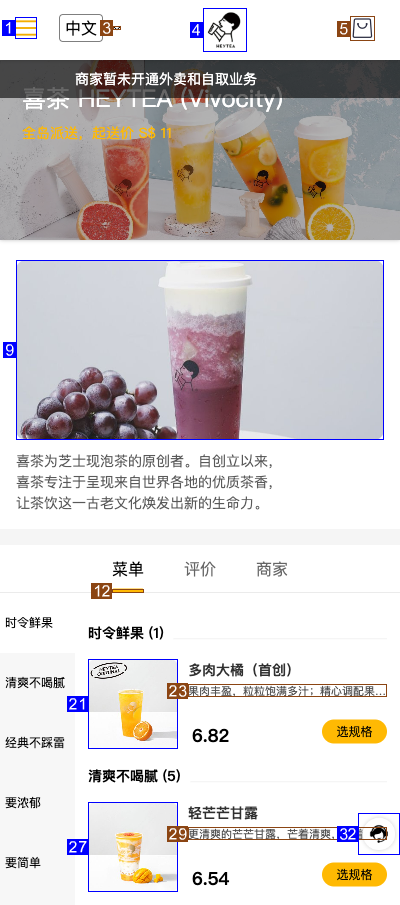 中文
HEYTEA
商家暂未开通外卖和自取业务
喜茶 HEYTEA (Vivocity)
全岛派送，起送价 S$ 11
喜茶为芝士现泡茶的原创者。自创立以来，
喜茶专注于呈现来自世界各地的优质茶香，
让茶饮这一古老文化焕发出新的生命力。
菜单 评价 商家
时令鲜果
清爽不喝腻
经典不踩雷
要浓郁
要简单
时令鲜果 (1)
多肉大橘（首创）
果肉丰盈，粒粒饱满多汁；精心调配果...
6.82
选规格
清爽不喝腻 (5)
轻芒芒甘露
更清爽的芒芒甘露，芒着清爽，
6.54
选规格
1
3
4
5
9
12
21
23
27
29
32